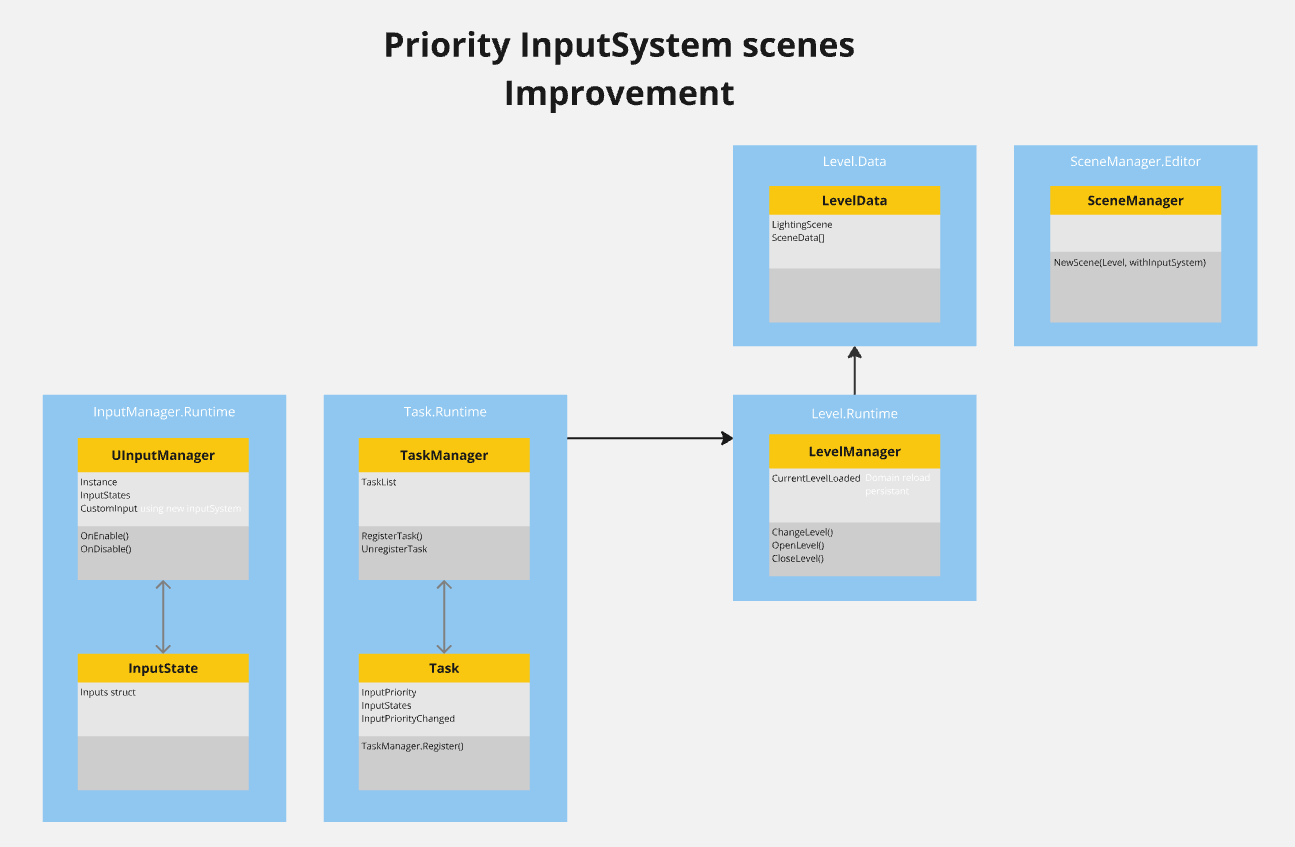 Priority InputSystem scenes
Improvement
Level.Data
LevelData
LightingScene
SceneData[]
SceneManager.Editor
SceneManager
NewScene(Level, withInputSystem)
InputManager.Runtime
UInputManager
Instance
InputStates
CustomInput using new inputSystem
OnEnable()
OnDisable()
InputState
Inputs struct
Task.Runtime
TaskManager
TaskList
RegisterTask()
UnregisterTask
Task
InputPriority
InputStates
InputPriorityChanged
TaskManager.Register()
Level.Runtime
LevelManager
CurrentLevelLoaded Domain reload
persistant
ChangeLevel()
OpenLevel()
CloseLevel()